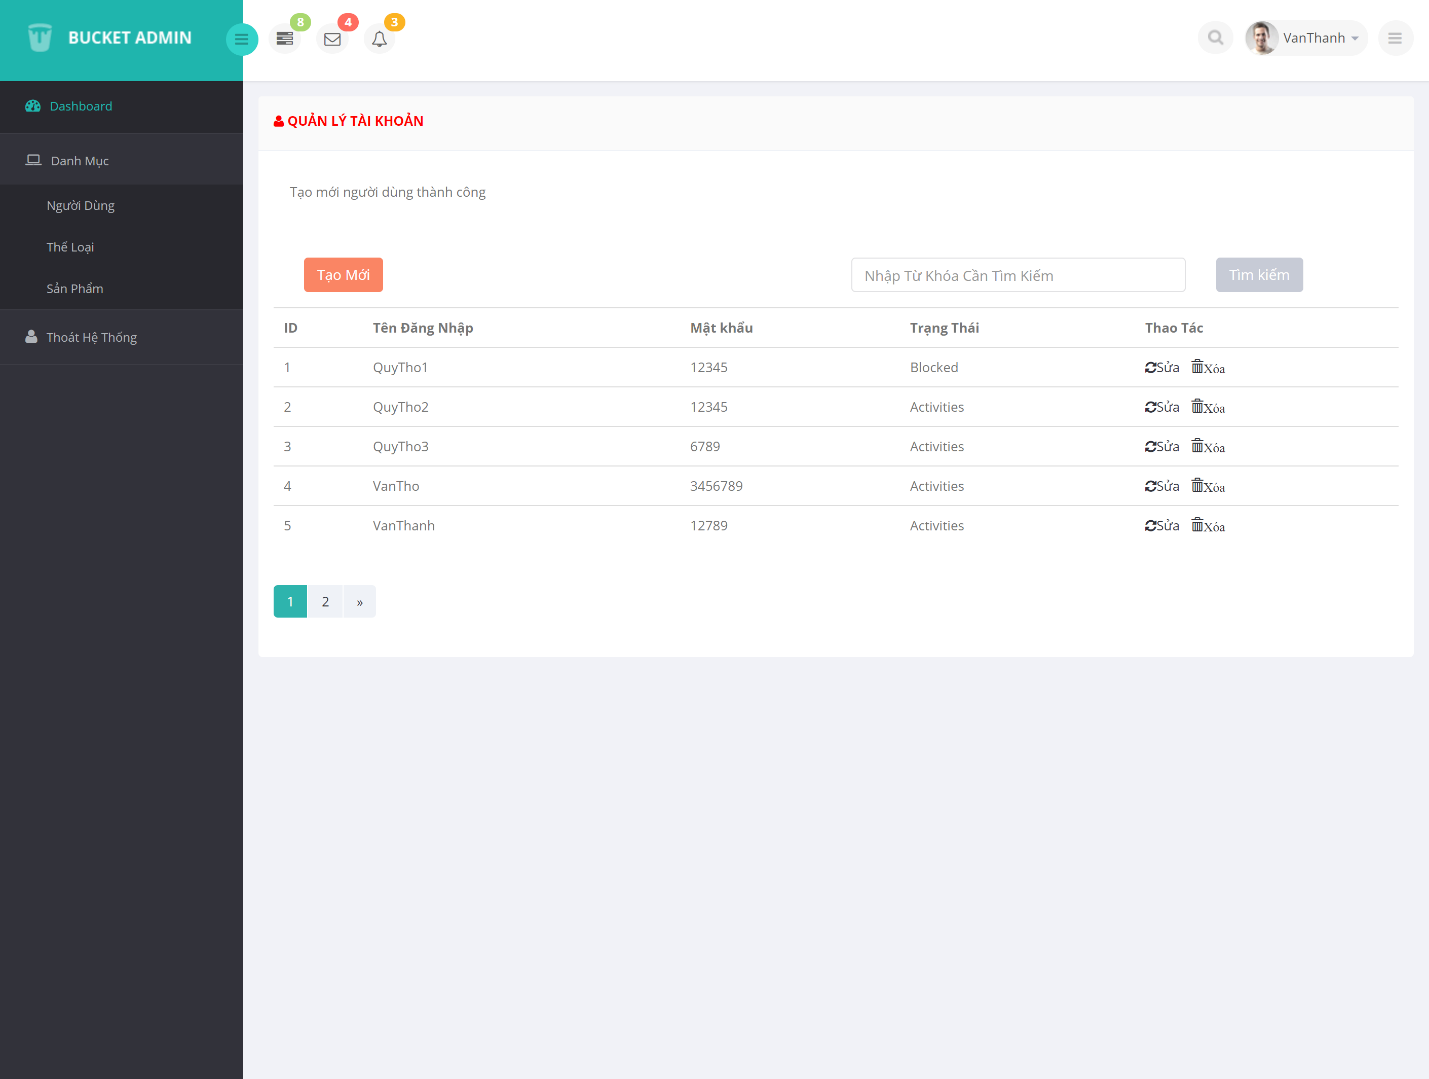 BUCKET ADMIN
8
4
3
VanThanh
Dashboard
Danh Mục
Người Dùng
Thể Loại
Sản Phẩm
Thoát Hệ Thống
QUẢN LÝ TÀI KHOẢN
Tạo mới người dùng thành công
Tạo Mới
Nhập Từ Khóa Cần Tìm Kiếm
Tìm kiếm
ID Tên Đăng Nhập Mật khẩu Trạng Thái Thao Tác
1 QuyTho1 12345 Blocked Sửa Xóa
2 QuyTho2 12345 Activities Sửa Xóa
3 QuyTho3 6789 Activities Sửa Xóa
4 VanTho 3456789 Activities Sửa Xóa
5 VanThanh 12789 Activities Sửa Xóa
1 2 »